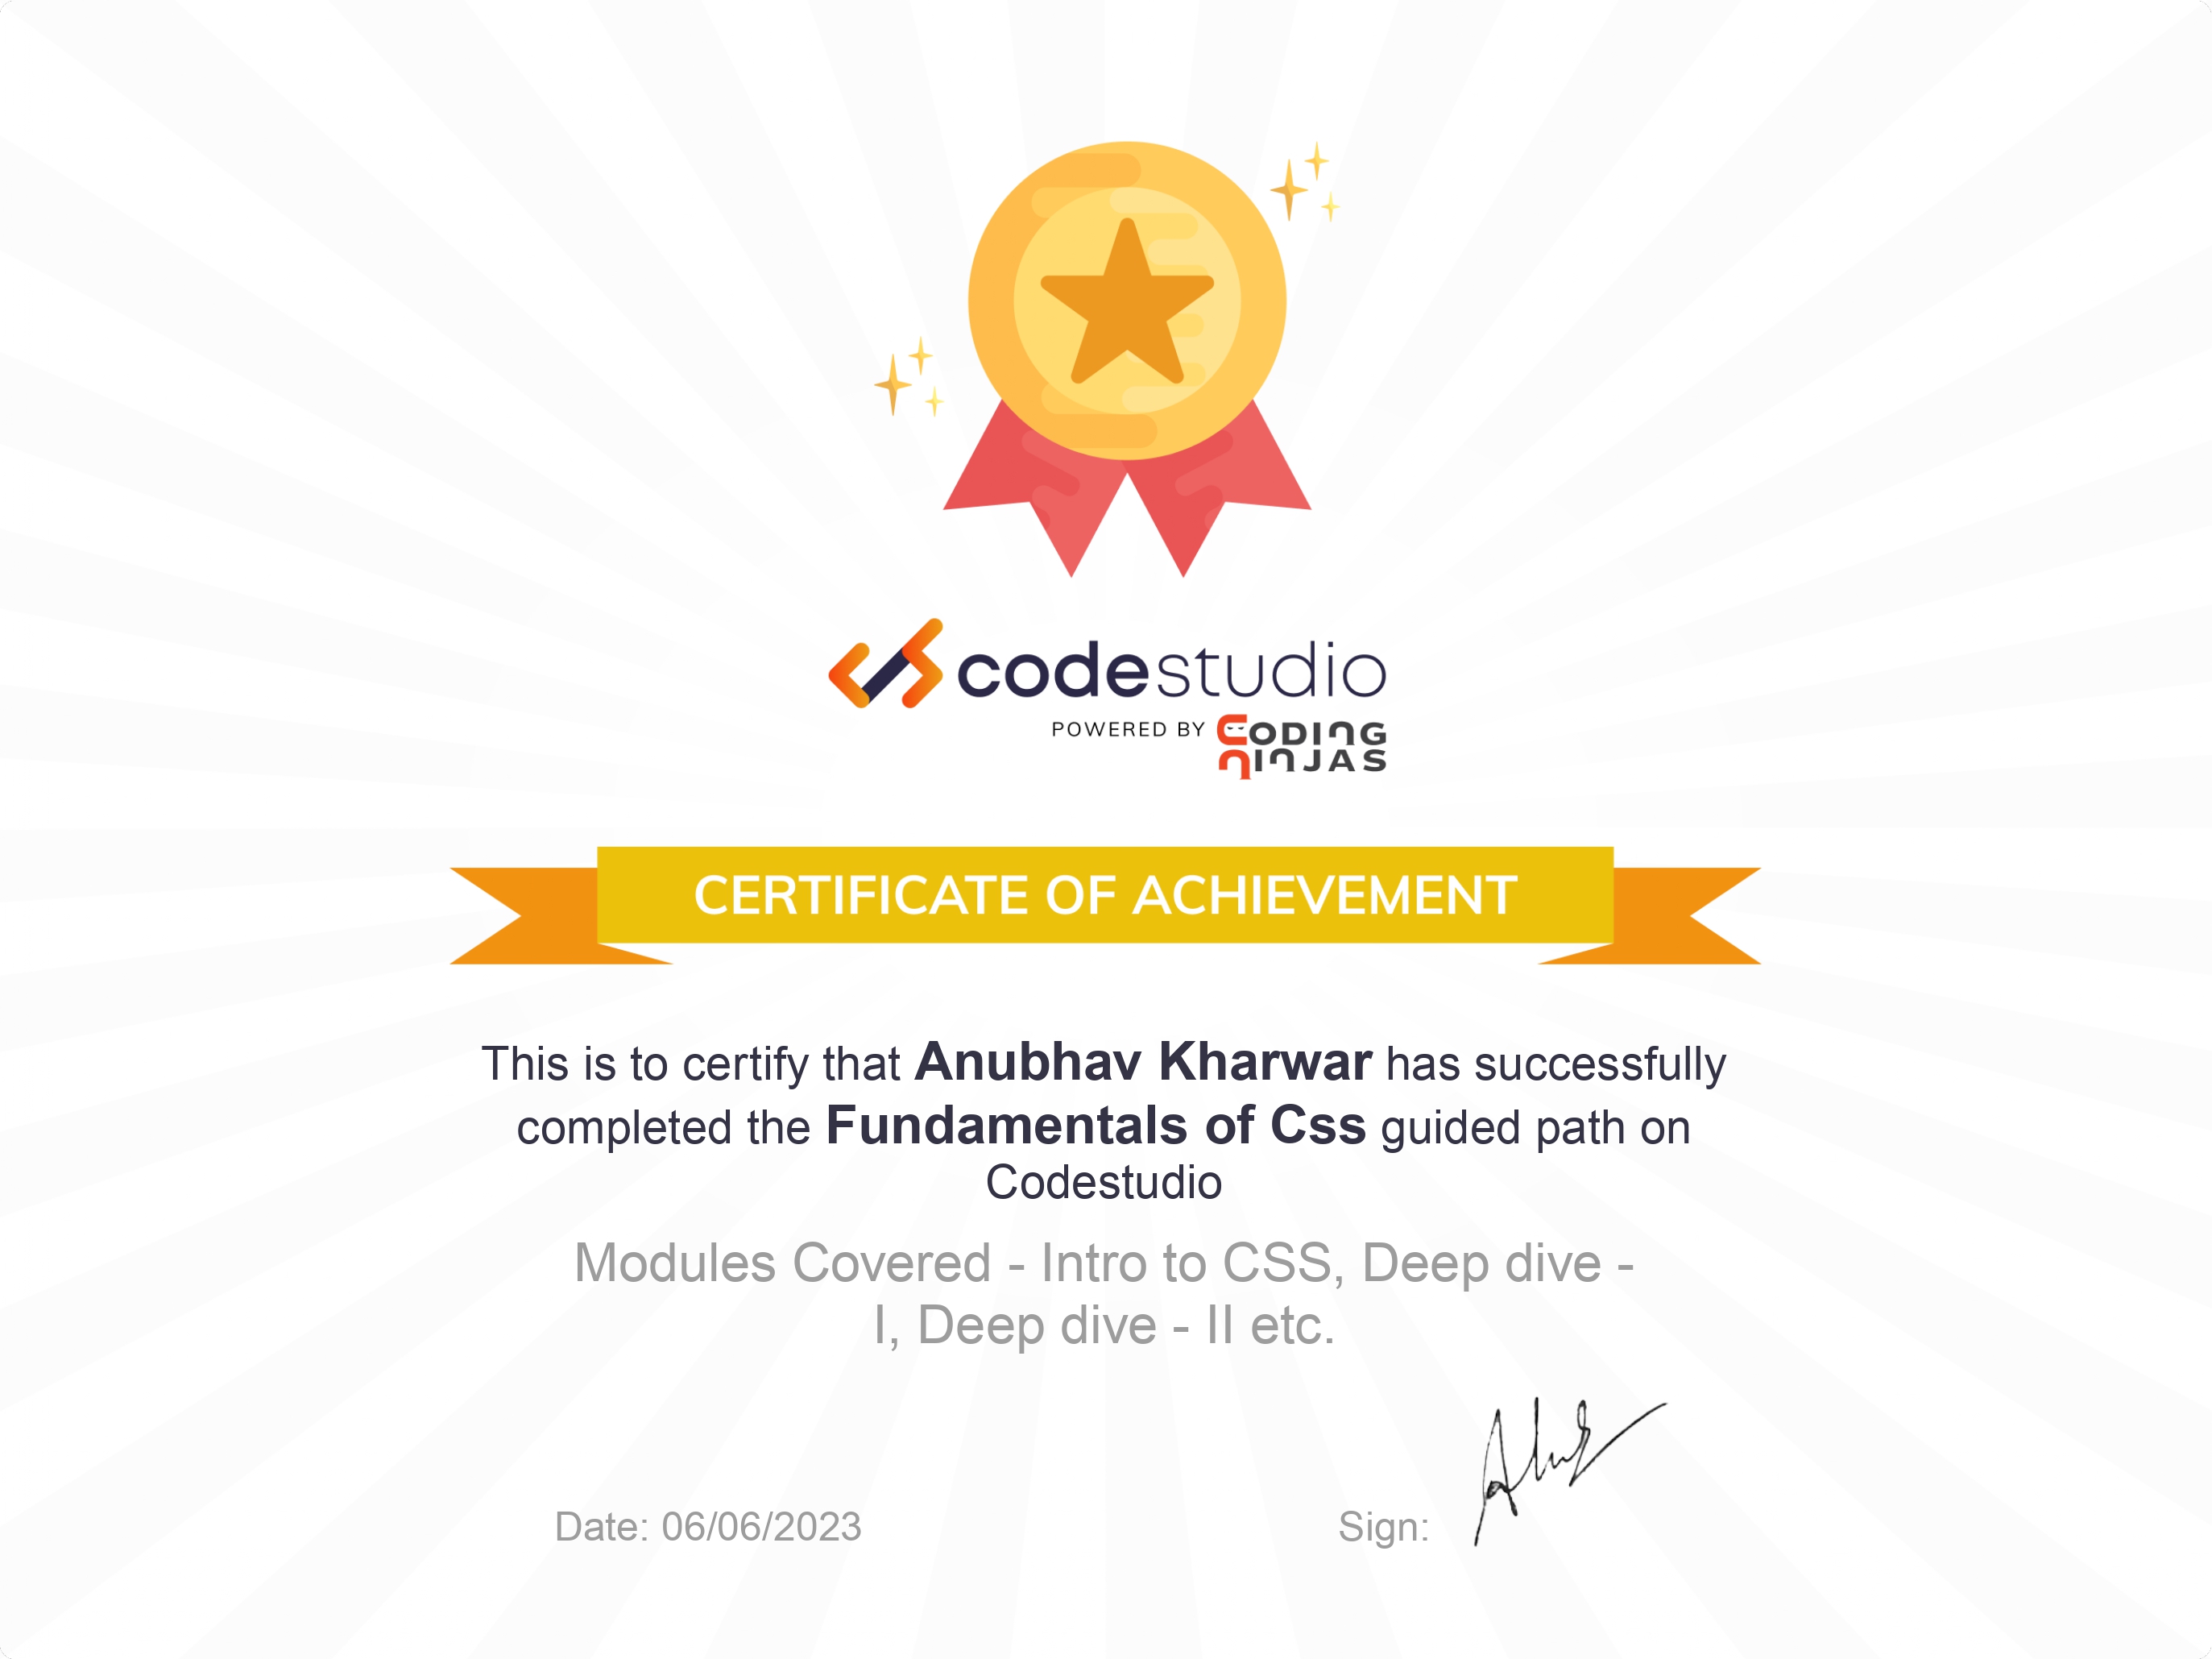 codestudio
POWERED BY CODING
NINJAS
CERTIFICATE OF ACHIEVEMENT
This is to certify that Anubhav Kharwar has successfully
completed the Fundamentals of Css guided path on
Codestudio
Modules Covered - Intro to CSS, Deep dive -
I, Deep dive - II etc.
Date: 06/06/2023
Sign: